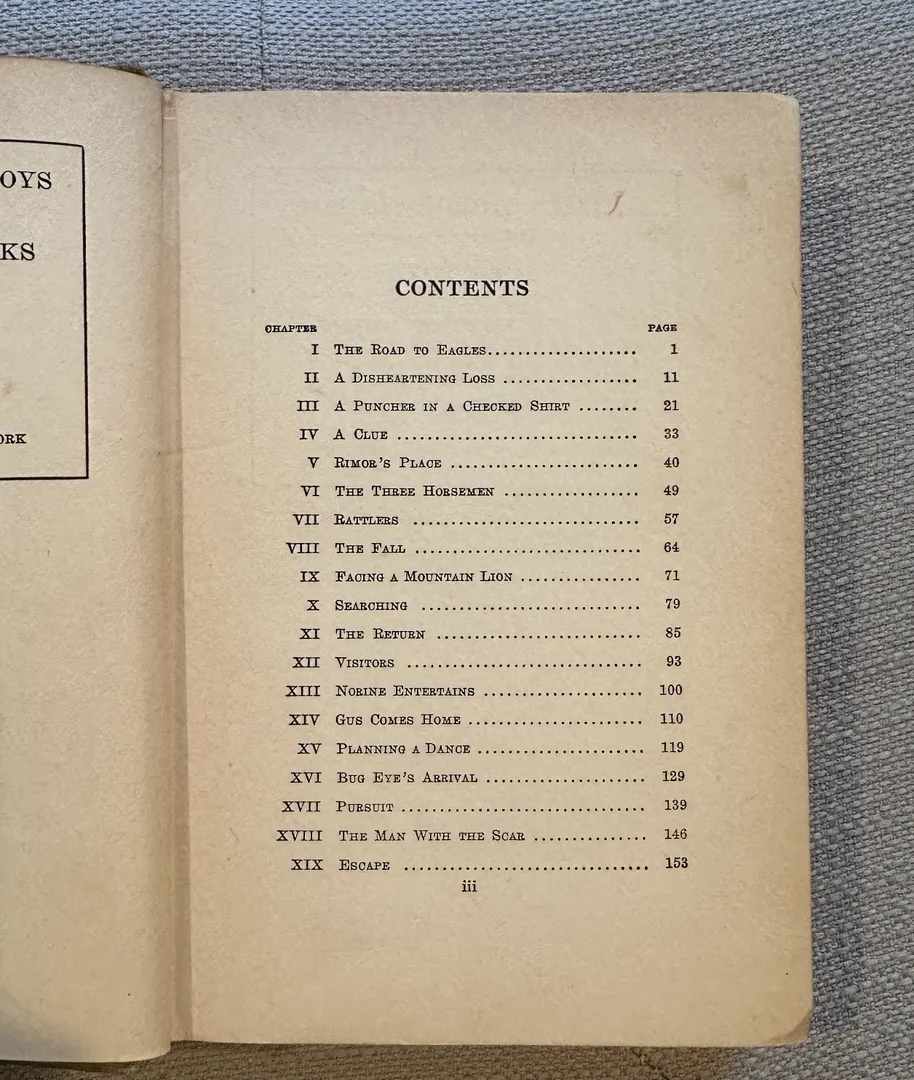 OYS
KS
ORK
CONTENTS
CHAPTER PAGE
I THE ROAD TO EAGLES.................... 1
II A DISHEARTENING LOSS .................. 11
III A PUNCHER IN A CHECKED SHIRT ........ 21
IV A CLUE ................................ 33
V RIMOR'S PLACE ......................... 40
VI THE THREE HORSEMEN .................. 49
VII RATTLERS .............................. 57
VIII THE FALL .............................. 64
IX FACING A MOUNTAIN LION ................ 71
X SEARCHING ............................. 79
XI THE RETURN ........................... 85
XII VISITORS ............................... 93
XIII NORINE ENTERTAINS ..................... 100
XIV GUS COMES HOME ....................... 110
XV PLANNING A DANCE ...................... 119
XVI BUG EYE'S ARRIVAL ..................... 129
XVII PURSUIT ................................ 139
XVIII THE MAN WITH THE SCAR ............... 146
XIX ESCAPE ................................ 153
iii